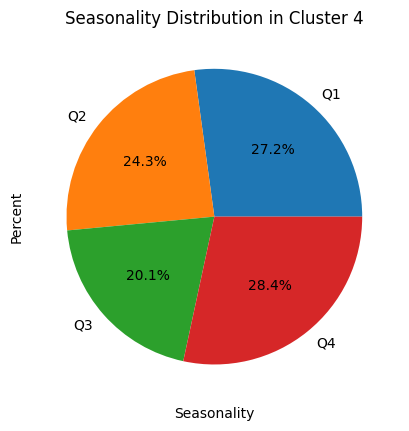 Seasonality Distribution in Cluster 4
Q1
Q2
27.2%
24.3%
Percent
20.1%
28.4%
Q3
Q4
Seasonality